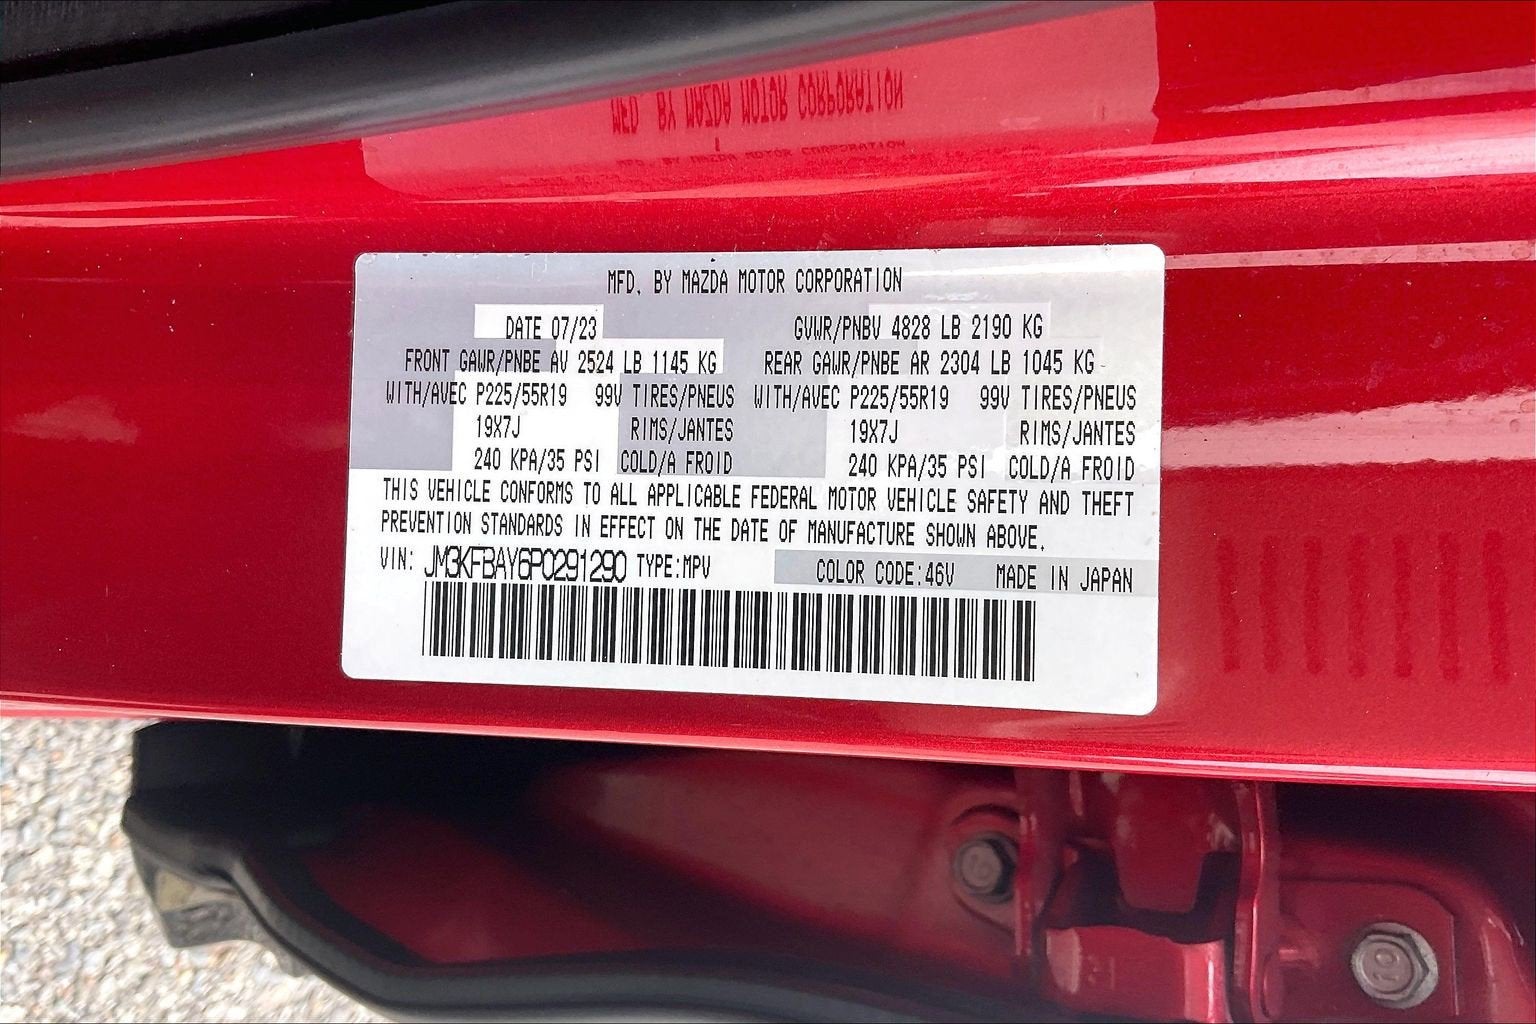 MFD. BY MAZDA MOTOR CORPORATION
DATE 07/23 GVWR/PNBV 4828 LB 2190 KG
FRONT GAWR/PNBE AV 2524 LB 1145 KG REAR GAWR/PNBE AR 2304 LB 1045 KG
WITH/AVEC P225/55R19 99V TIRES/PNEUS WITH/AVEC P225/55R19 99V TIRES/PNEUS
19X7J RIMS/JANTES 19X7J RIMS/JANTES
240 KPA/35 PSI COLD/A FROID 240 KPA/35 PSI COLD/A FROID
THIS VEHICLE CONFORMS TO ALL APPLICABLE FEDERAL MOTOR VEHICLE SAFETY AND THEFT
PREVENTION STANDARDS IN EFFECT ON THE DATE OF MANUFACTURE SHOWN ABOVE.
VIN: JM3KFBAY6P0291290 TYPE:MPV COLOR CODE:46V MADE IN JAPAN
10